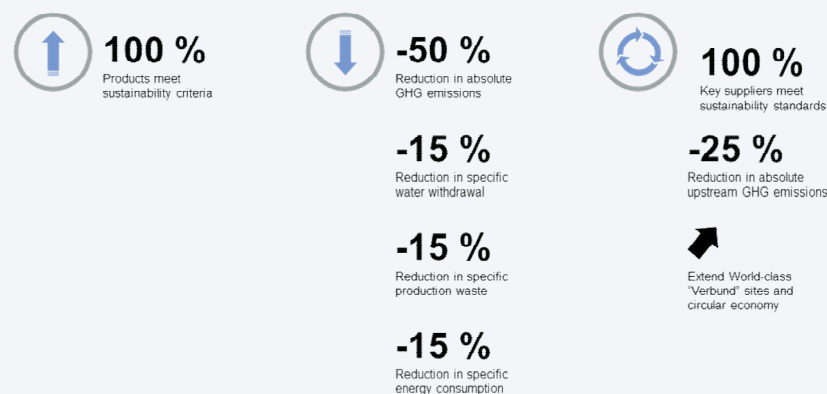 100 %
Products meet
sustainability criteria
-50 %
Reduction in absolute
GHG emissions
-15 %
Reduction in specific
water withdrawal
-15 %
Reduction in specific
production waste
-15 %
Reduction in specific
energy consumption
100 %
Key suppliers meet
sustainability standards
-25 %
Reduction in absolute
upstream GHG emissions
Extend World-class
"Verbund" sites and
circular economy